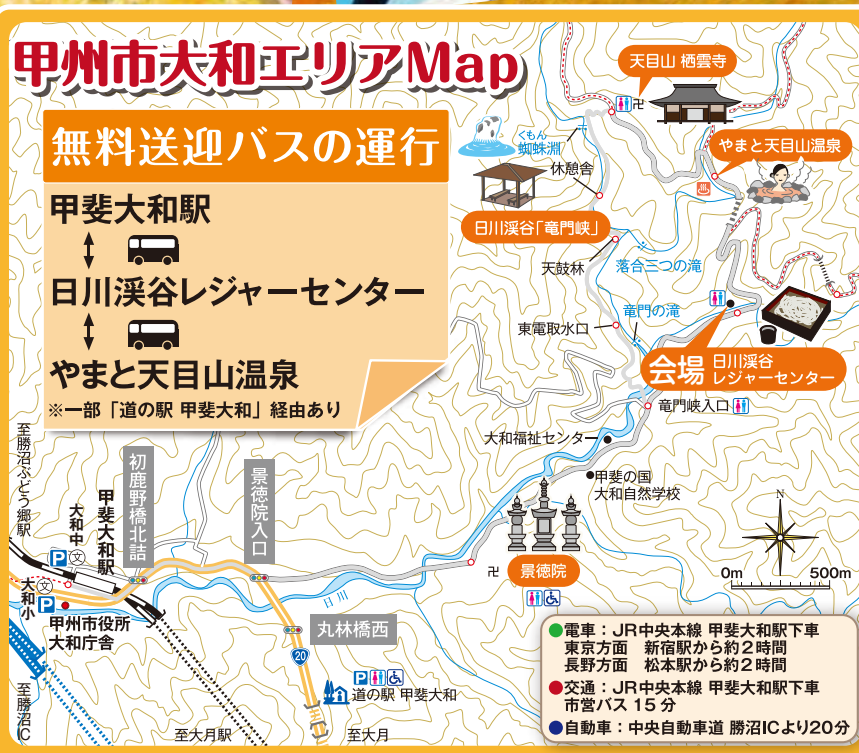 甲州市大和エリアMap
無料送迎バスの運行
甲斐大和駅
日川渓谷レジャーセンター
やまと天目山温泉
※一部「道の駅 甲斐大和」経由あり
天目山 栖雲寺
卍
やまと天目山温泉
くもん
蜘蛛淵
休憩舎
日川渓谷「竜門峡」
天鼓林
落合三つの滝
竜門の滝
東電取水口
会場 日川渓谷
レジャーセンター
竜門峡入口
大和福祉センター
甲斐の国
大和自然学校
至勝沼ぶどう郷駅
大和中
文
P
甲斐大和駅
初鹿野橋北詰
景徳院入口
大和小
文
P
甲州市役所
大和庁舎
日川
卍
景徳院
丸林橋西
20
P
道の駅 甲斐大和
至勝沼IC
至大月駅
至大月
N
0m 500m
●電車：JR中央本線 甲斐大和駅下車
東京方面 新宿駅から約2時間
長野方面 松本駅から約2時間
●交通：JR中央本線 甲斐大和駅下車
市営バス 15分
●自動車：中央自動車道 勝沼ICより20分